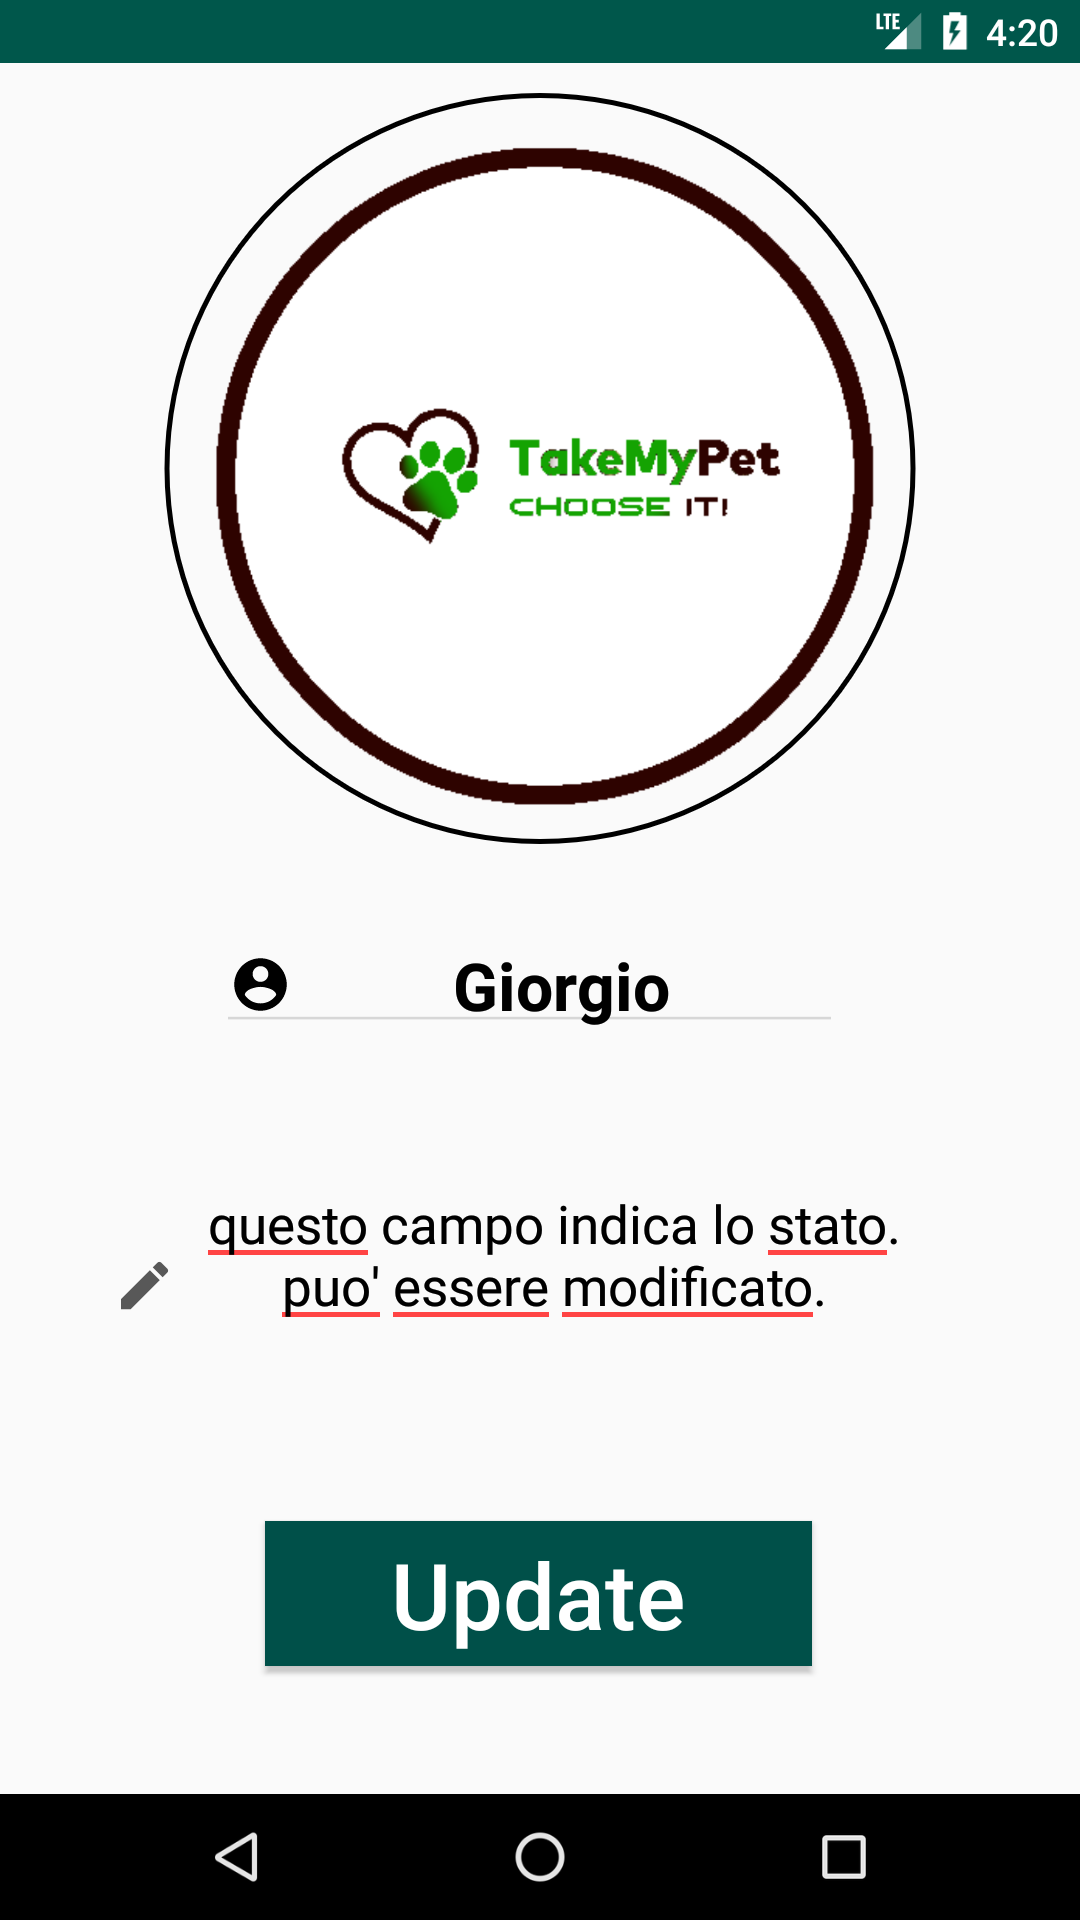 LTE 4:20
TakeMyPet
CHOOSE IT!
Giorgio
questo campo indica lo stato.
puo' essere modificato.
Update